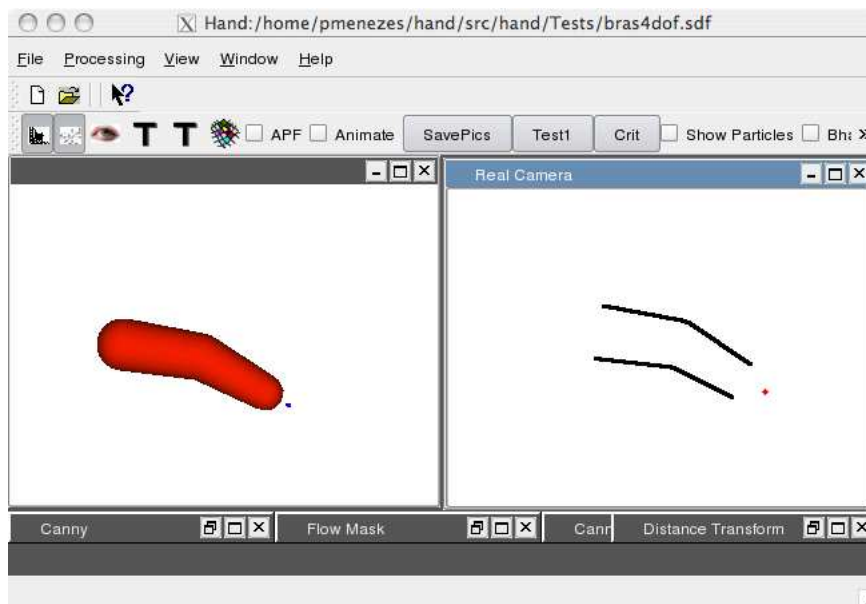 Hand:/home/pmenezes/hand/src/hand/Tests/bras4dof.sdf
File Processing View Window Help
T T APF Animate SavePics Test1 Crit Show Particles Bha
Real Camera
Canny Flow Mask Cann Distance Transform